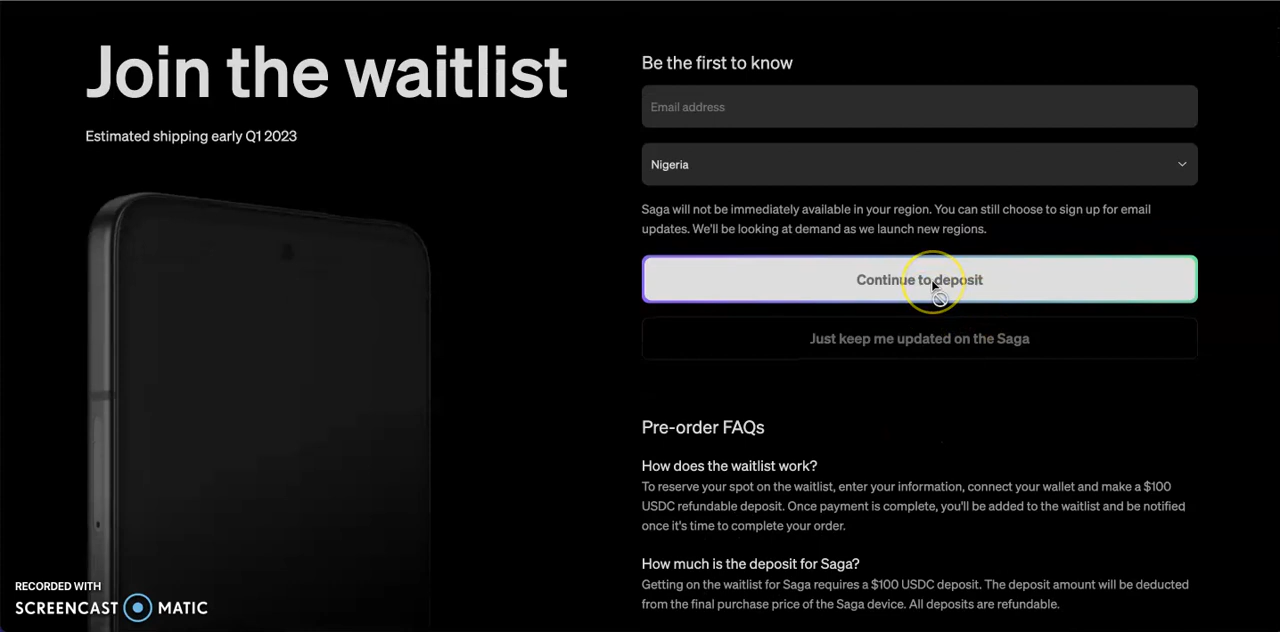 Join the waitlist
Estimated shipping early Q1 2023
Be the first to know
Email address
Nigeria
Saga will not be immediately available in your region. You can still choose to sign up for email
updates. We'll be looking at demand as we launch new regions.
Continue to deposit
Just keep me updated on the Saga
Pre-order FAQs
How does the waitlist work?
To reserve your spot on the waitlist, enter your information, connect your wallet and make a $100
USDC refundable deposit. Once payment is complete, you'll be added to the waitlist and be notified
once it's time to complete your order.
How much is the deposit for Saga?
Getting on the waitlist for Saga requires a $100 USDC deposit. The deposit amount will be deducted
from the final purchase price of the Saga device. All deposits are refundable.
RECORDED WITH
SCREENCAST MATIC